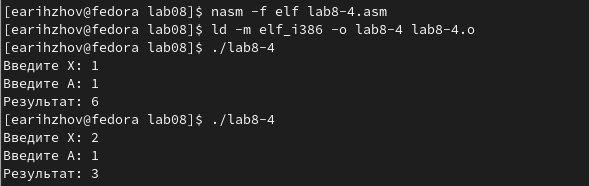 [earihzhov@fedora lab08]$ nasm -f elf lab8-4.asm
[earihzhov@fedora lab08]$ ld -m elf_i386 -o lab8-4 lab8-4.o
[earihzhov@fedora lab08]$ ./lab8-4
Введите X: 1
Введите A: 1
Результат: 6
[earihzhov@fedora lab08]$ ./lab8-4
Введите X: 2
Введите A: 1
Результат: 3